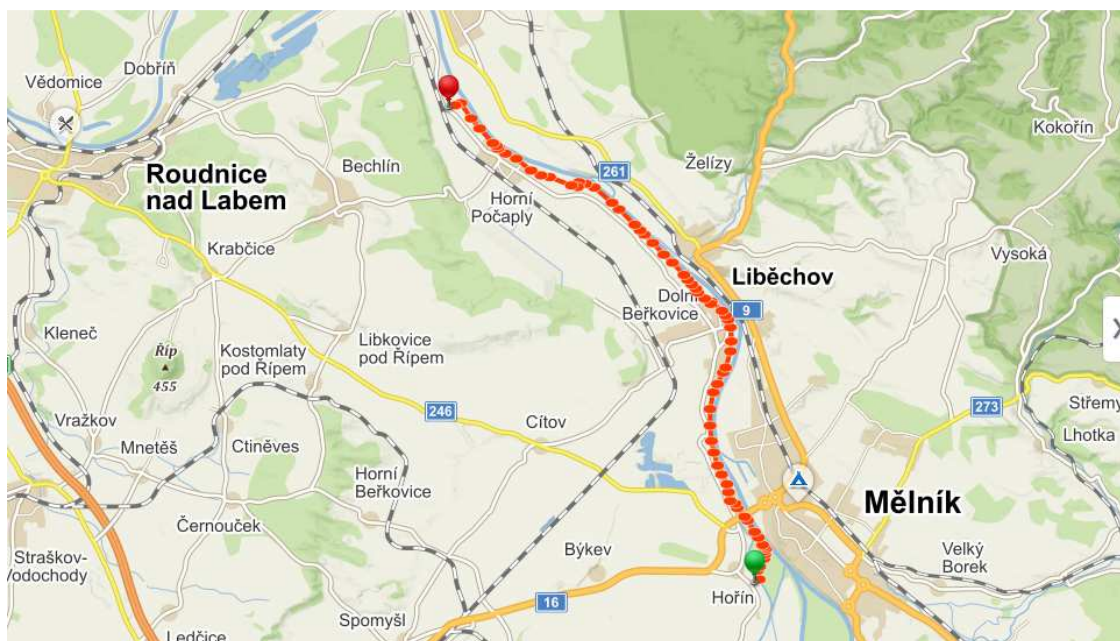 Vědomice
Dobříň
Kokořín
Roudnice
nad Labem
Bechlín
Želízy
261
Horní
Počaply
Krabčice
Vysoká
Liběchov
Dolní
Beřkovice
9
Kleneč
Říp
455
Kostomlaty
pod Řípem
Libkovice
pod Řípem
246
273
Střemy
Vražkov
Mnetěš
Ctiněves
Cítov
Lhotka
Horní
Beřkovice
Mělník
Černouček
Straškov-
Vodochody
Býkev
Velký
Borek
Hořín
16
Spomyšl
Ledčice